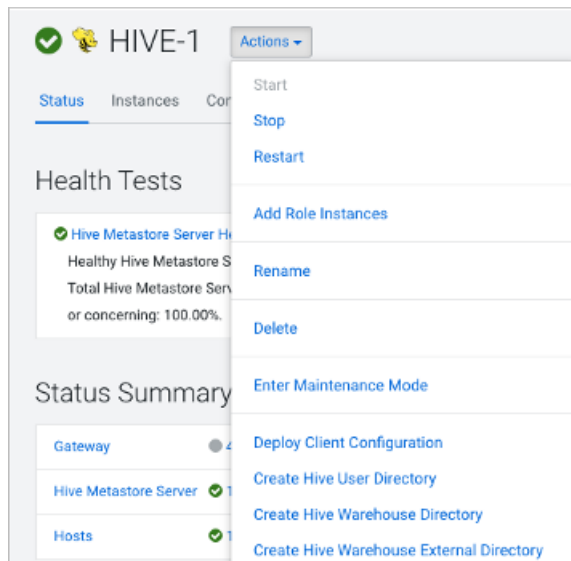 HIVE-1
Actions
Status Instances
Start
Stop
Restart
Health Tests
Add Role Instances
Hive Metastore Server
Healthy Hive Metastore
Total Hive Metastore
or concerning: 100.00%.
Rename
Delete
Status Summary
Enter Maintenance Mode
Gateway
Hive Metastore Server
Hosts
Deploy Client Configuration
Create Hive User Directory
Create Hive Warehouse Directory
Create Hive Warehouse External Directory